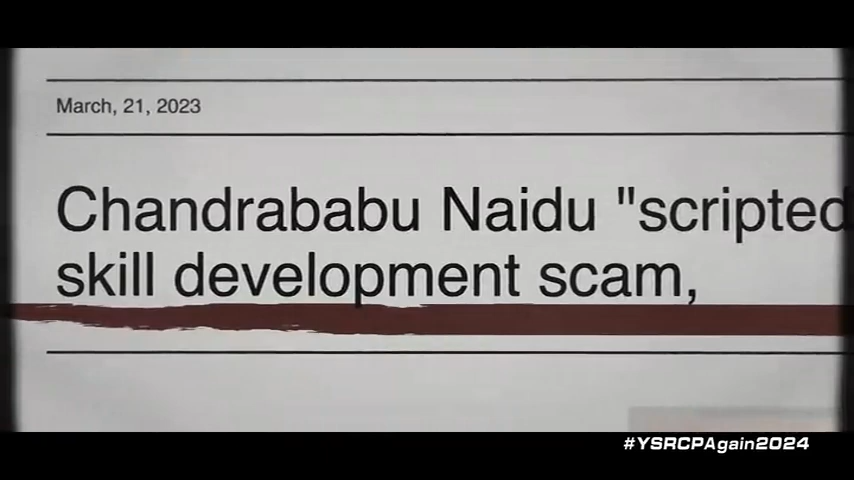 March, 21, 2023
Chandrababu Naidu "scripted
skill development scam,
#YSRCPAgain2024